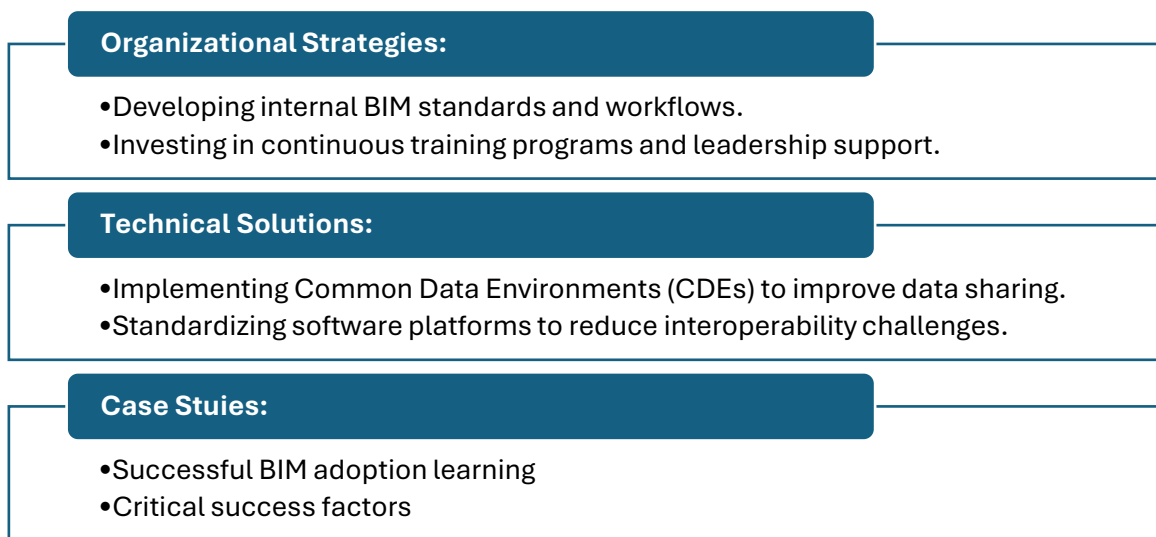 Organizational Strategies:
•Developing internal BIM standards and workflows.
•Investing in continuous training programs and leadership support.
Technical Solutions:
•Implementing Common Data Environments (CDEs) to improve data sharing.
•Standardizing software platforms to reduce interoperability challenges.
Case Stuies:
•Successful BIM adoption learning
•Critical success factors